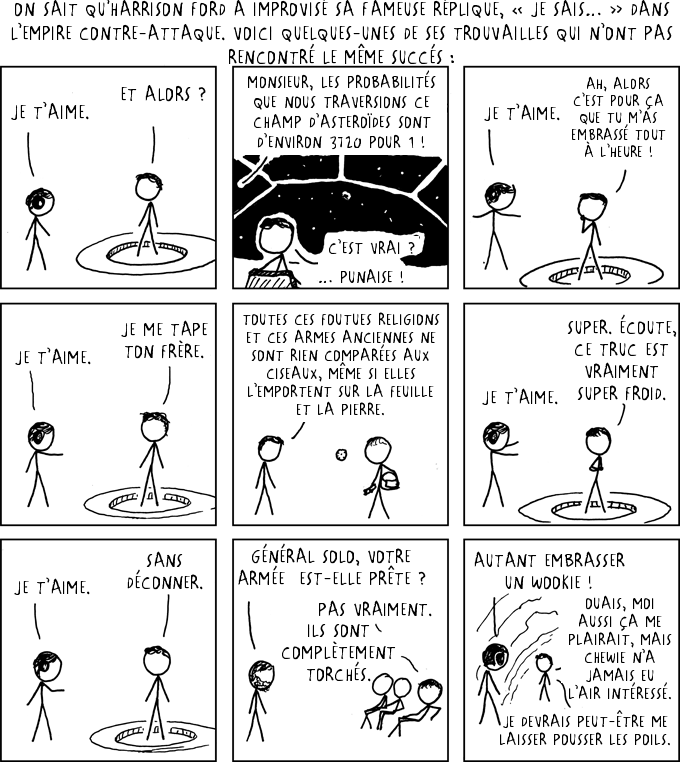 ON SAIT QU'HARRISON FORD A IMPROVISÉ SA FAMEUSE RÉPLIQUE, « JE SAIS... » DANS
L'EMPIRE CONTRE-ATTAQUE. VOICI QUELQUES-UNES DE SES TROUVAILLES QUI N'ONT PAS
RENCONTRÉ LE MÊME SUCCÉS :
JE T'AIME.
ET ALORS ?
MONSIEUR, LES PROBABILITÉS
QUE NOUS TRAVERSIONS CE
CHAMP D'ASTEROÏDES SONT
D'ENVIRON 3720 POUR 1 !
C'EST VRAI ?
... PUNAISE !
JE T'AIME.
AH, ALORS
C'EST POUR ÇA
QUE TU M'AS
EMBRASSÉ TOUT
À L'HEURE !
JE T'AIME.
JE ME TAPE
TON FRÈRE.
TOUTES CES FOUTUES RELIGIONS
ET CES ARMES ANCIENNES NE
SONT RIEN COMPARÉES AUX
CISEAUX, MÊME SI ELLES
L'EMPORTENT SUR LA FEUILLE
ET LA PIERRE.
JE T'AIME.
SUPER. ÉCOUTE,
CE TRUC EST
VRAIMENT
SUPER FROID.
JE T'AIME.
SANS
DÉCONNER.
GÉNÉRAL SOLO, VOTRE
ARMÉE EST-ELLE PRÊTE ?
PAS VRAIMENT.
ILS SONT
COMPLÈTEMENT
TORCHÉS.
AUTANT EMBRASSER
UN WOOKIE !
OUAIS, MOI
AUSSI ÇA ME
PLAIRAIT, MAIS
CHEWIE N'A
JAMAIS EU
L'AIR INTÉRESSÉ.
JE DEVRAIS PEUT-ÊTRE ME
LAISSER POUSSER LES POILS.